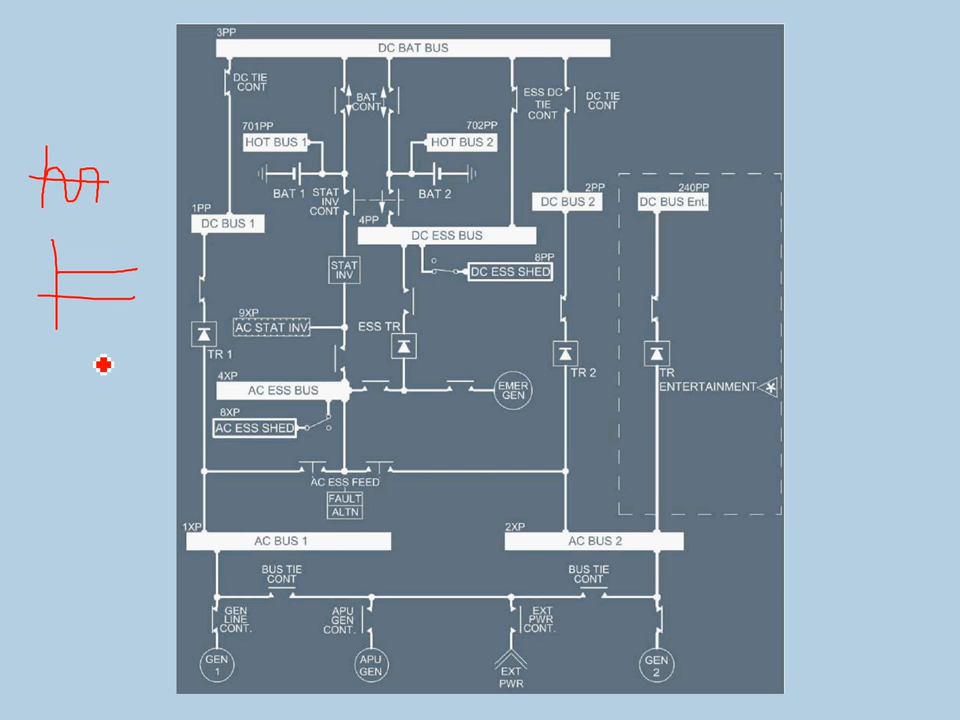 3PP
DC BAT BUS
DC TIE
CONT
BAT
CONT
ESS DC
TIE
CONT
DC TIE
CONT
701PP
HOT BUS 1
702PP
HOT BUS 2
BAT 1
STAT
INV
CONT
BAT 2
1PP
DC BUS 1
4PP
DC ESS BUS
2PP
DC BUS 2
240PP
DC BUS Ent.
8PP
DC ESS SHED
STAT
INV
9XP
AC STAT INV
ESS TR
TR 1
TR 2
TR
ENTERTAINMENT
4XP
AC ESS BUS
EMER
GEN
8XP
AC ESS SHED
AC ESS FEED
FAULT
ALTN
1XP
AC BUS 1
2XP
AC BUS 2
BUS TIE
CONT
BUS TIE
CONT
GEN
LINE
CONT.
APU
GEN
CONT.
EXT
PWR
CONT.
GEN
1
APU
GEN
EXT
PWR
GEN
2